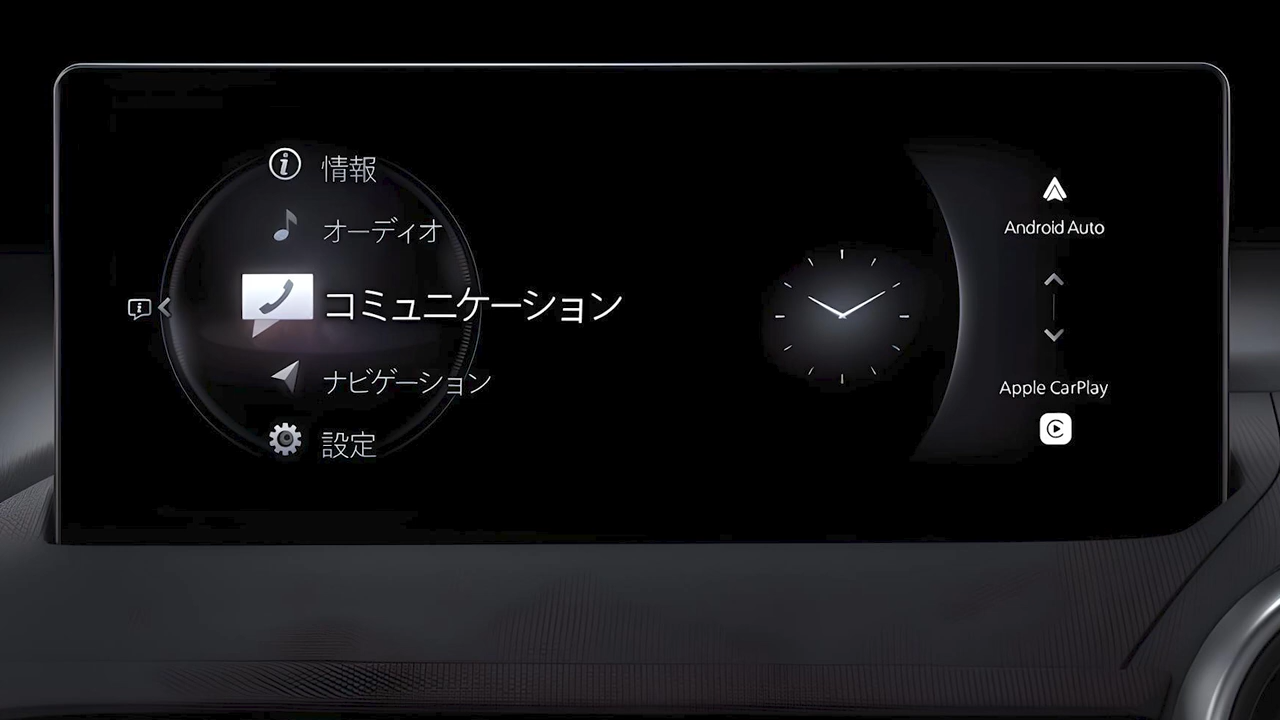 情報
オーディオ
コミュニケーション
ナビゲーション
設定
Android Auto
Apple CarPlay